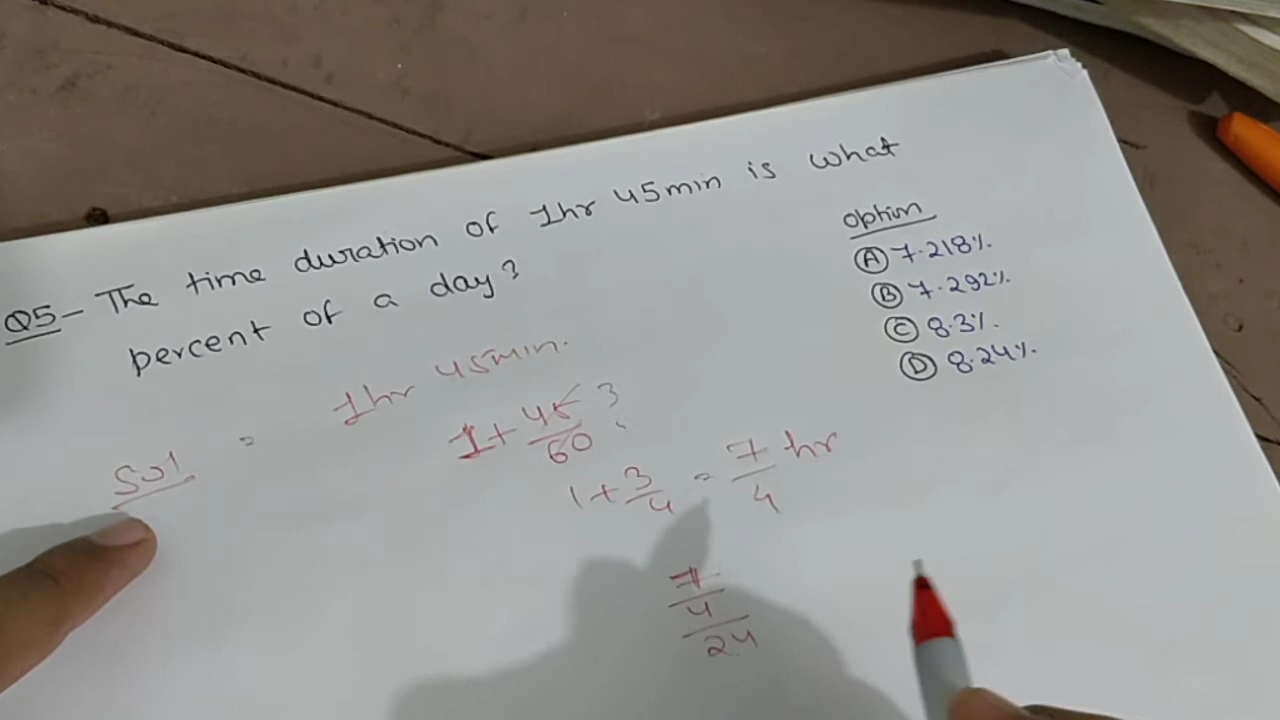 Q5- The time duration of 1hr 45min is what
percent of a day?
option
(A) 7.218%.
(B) 7.292%.
(C) 8.3%.
(D) 8.24%.
Sol = 1hr 45min.
1 + 45/60 3
1 + 3/4 = 7/4 hr
7
4
24